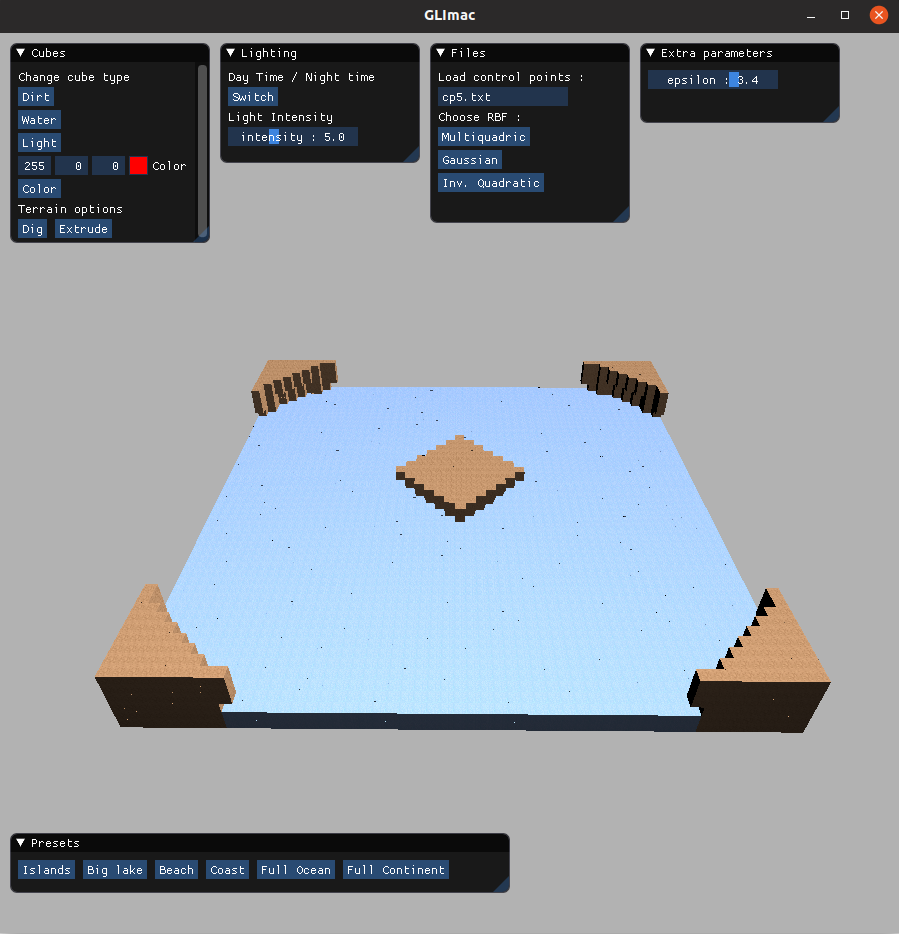 GLImac
Cubes
Change cube type
Dirt
Water
Light
255 0 0 Color
Color
Terrain options
Dig Extrude
Lighting
Day Time / Night time
Switch
Light Intensity
intensity : 5.0
Files
Load control points :
cp5.txt
Choose RBF :
Multiquadric
Gaussian
Inv. Quadratic
Extra parameters
epsilon : 3.4
Presets
Islands Big lake Beach Coast Full Ocean Full Continent